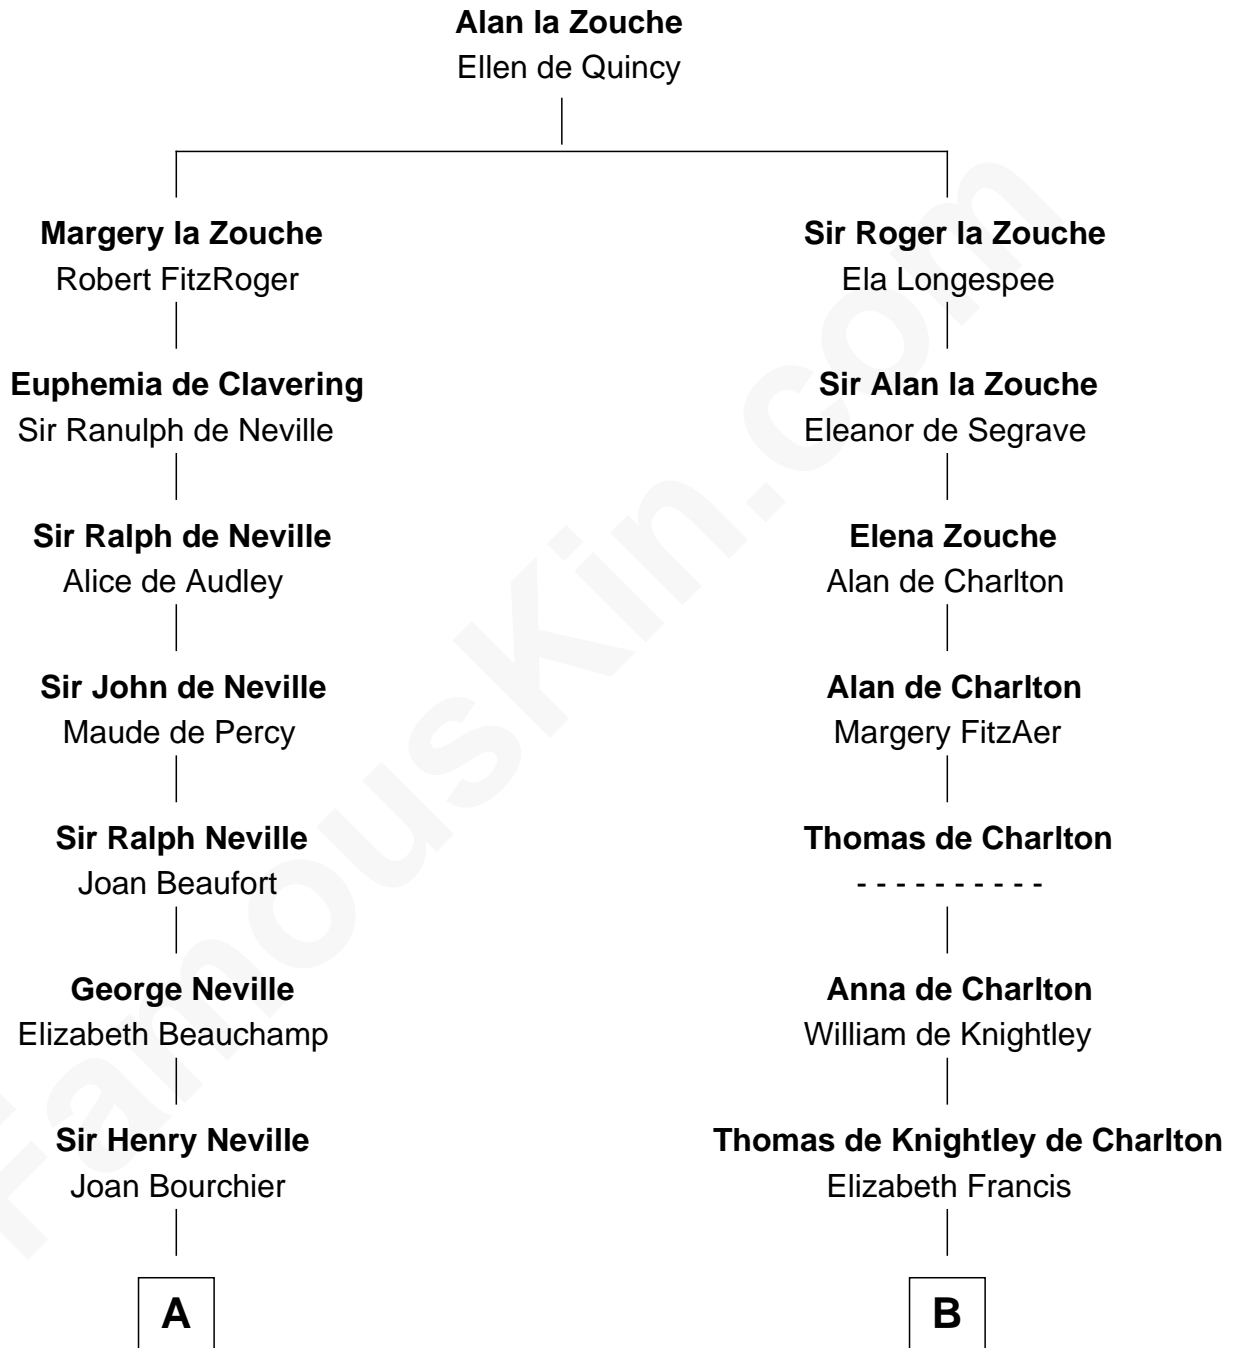 Alan la Zouche
Ellen de Quincy
Margery la Zouche
Robert FitzRoger
Sir Roger la Zouche
Ela Longespee
Euphemia de Clavering
Sir Ranulph de Neville
Sir Alan la Zouche
Eleanor de Segrave
Sir Ralph de Neville
Alice de Audley
Elena Zouche
Alan de Charlton
Sir John de Neville
Maude de Percy
Alan de Charlton
Margery FitzAer
Sir Ralph Neville
Joan Beaufort
Thomas de Charlton
- - - - - - - - - -
George Neville
Elizabeth Beauchamp
Anna de Charlton
William de Knightley
Sir Henry Neville
Joan Bourchier
Thomas de Knightley de Charlton
Elizabeth Francis
A
B
FamousKin.com